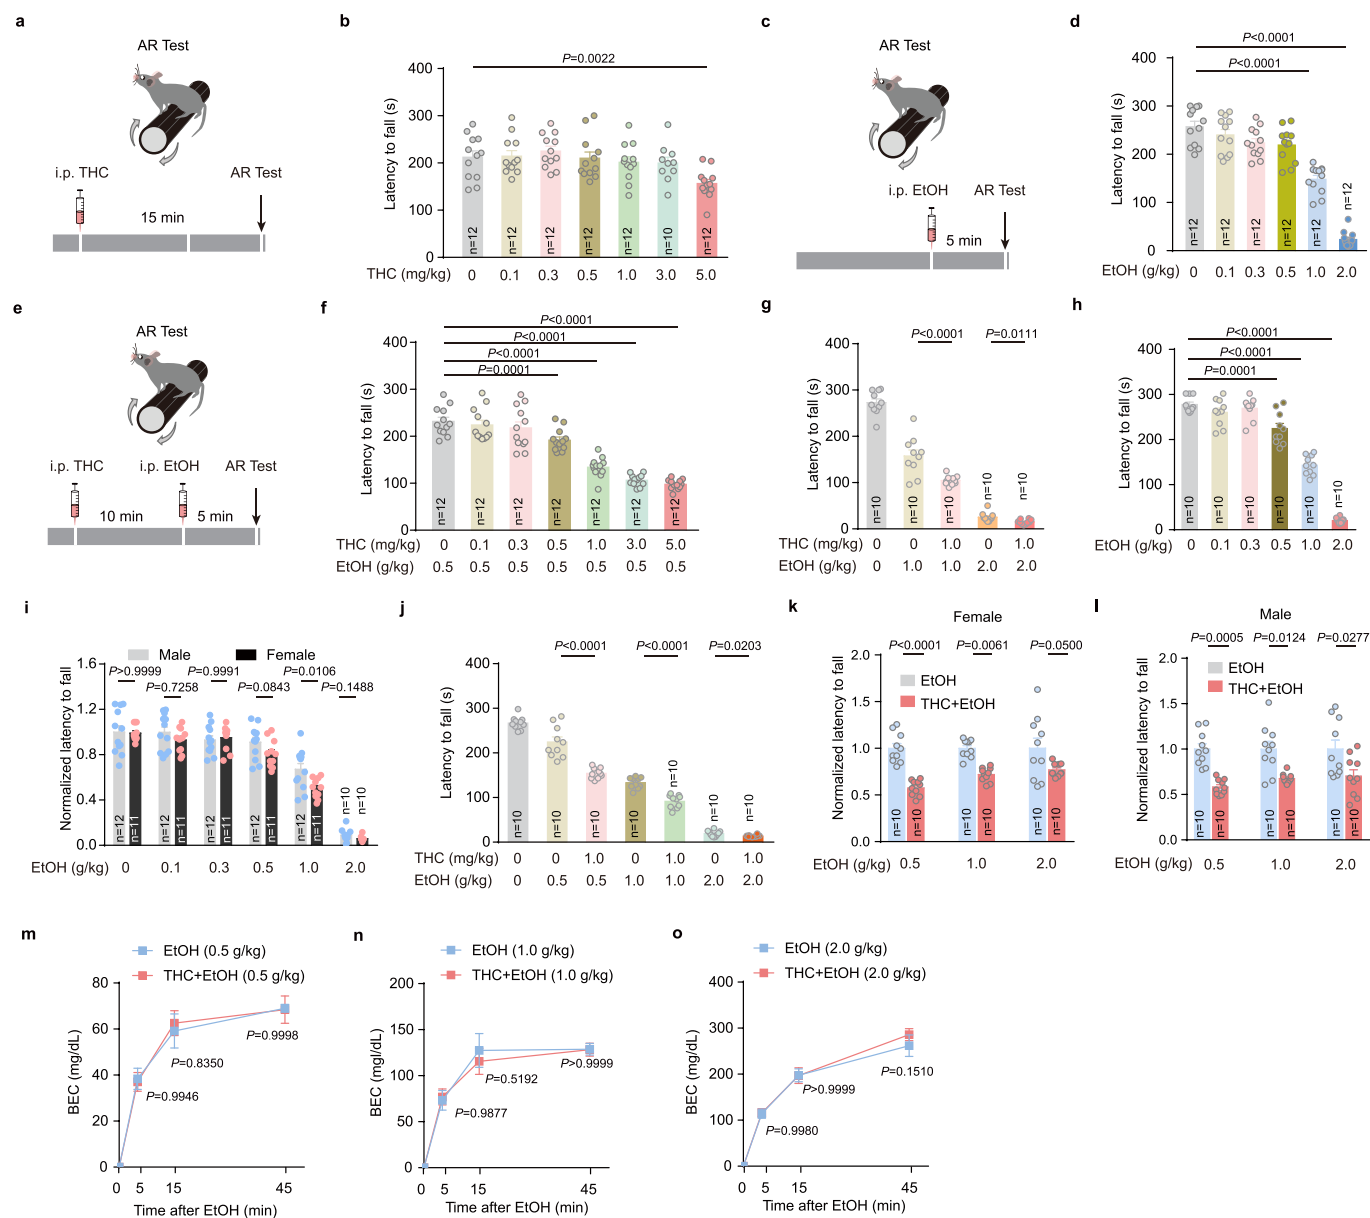 a
AR Test
i.p. THC
15 min
AR Test
b
P=0.0022
Latency to fall (s)
400
300
200
100
0
n=12 n=12 n=12 n=12 n=12 n=10 n=12
THC (mg/kg) 0 0.1 0.3 0.5 1.0 3.0 5.0
c
AR Test
i.p. EtOH
5 min
AR Test
d
P<0.0001
P<0.0001
Latency to fall (s)
400
300
200
100
0
n=12 n=12 n=12 n=12 n=12 n=12
EtOH (g/kg) 0 0.1 0.3 0.5 1.0 2.0
e
AR Test
i.p. THC
i.p. EtOH
AR Test
10 min
5 min
f
P<0.0001
P<0.0001
P<0.0001
P=0.0001
Latency to fall (s)
400
300
200
100
0
n=12 n=12 n=12 n=12 n=12 n=12 n=12
THC (mg/kg) 0 0.1 0.3 0.5 1.0 3.0 5.0
EtOH (g/kg) 0.5 0.5 0.5 0.5 0.5 0.5 0.5
g
P<0.0001 P=0.0111
Latency to fall (s)
400
300
200
100
0
n=10 n=10 n=10 n=10 n=10
THC (mg/kg) 0 0 1.0 0 1.0
EtOH (g/kg) 0 1.0 1.0 2.0 2.0
h
P<0.0001
P<0.0001
P=0.0001
Latency to fall (s)
400
300
200
100
0
n=10 n=10 n=10 n=10 n=10 n=10
EtOH (g/kg) 0 0.1 0.3 0.5 1.0 2.0
i
Male Female
P>0.9999 P=0.9991 P=0.0106
P=0.7258 P=0.0843 P=0.1488
Normalized latency to fall
1.6
1.2
0.8
0.4
0.0
n=12 n=11 n=12 n=11 n=12 n=11 n=12 n=11 n=12 n=11 n=10 n=10
EtOH (g/kg) 0 0.1 0.3 0.5 1.0 2.0
j
P<0.0001 P<0.0001 P=0.0203
Latency to fall (s)
400
300
200
100
0
n=10 n=10 n=10 n=10 n=10 n=10 n=10
THC (mg/kg) 0 0 1.0 0 1.0 0 1.0
EtOH (g/kg) 0 0.5 0.5 1.0 1.0 2.0 2.0
k
Female
P<0.0001 P=0.0061 P=0.0500
EtOH
THC+EtOH
Normalized latency to fall
2.0
1.5
1.0
0.5
0.0
n=10 n=10 n=10 n=10 n=10 n=10
EtOH (g/kg) 0.5 1.0 2.0
l
Male
P=0.0005 P=0.0124 P=0.0277
EtOH
THC+EtOH
Normalized latency to fall
2.0
1.5
1.0
0.5
0.0
n=10 n=10 n=10 n=10 n=10 n=10
EtOH (g/kg) 0.5 1.0 2.0
m
EtOH (0.5 g/kg)
THC+EtOH (0.5 g/kg)
BEC (mg/dL)
80
60
40
20
0
P=0.9998
P=0.8350
P=0.9946
0 5 15 45
Time after EtOH (min)
n
EtOH (1.0 g/kg)
THC+EtOH (1.0 g/kg)
BEC (mgl/dL)
200
150
100
50
0
P>0.9999
P=0.5192
P=0.9877
0 5 15 45
Time after EtOH (min)
o
EtOH (2.0 g/kg)
THC+EtOH (2.0 g/kg)
BEC (mg/dL)
400
300
200
100
0
P=0.1510
P>0.9999
P=0.9980
0 5 15 45
Time after EtOH (min)